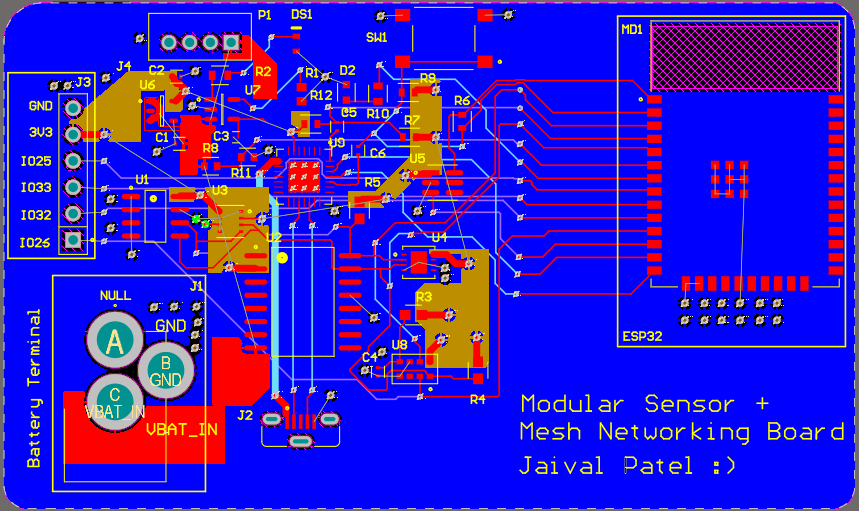 P1
DS1
SW1
MD1
J4
C2
U6
R2
U7
R1
D2
R12
C5
R10
R9
R6
J3
GND
3V3
IO25
IO33
IO32
IO26
C1
C3
R8
R11
U9
C6
R7
U5
R5
U1
U3
U2
U4
J1
NULL
GND
A
B
GND
C
VBAT_IN
VBAT_IN
Battery Terminal
J2
R3
U8
C4
R4
ESP32
Modular Sensor +
Mesh Networking Board
Jaival Patel :)